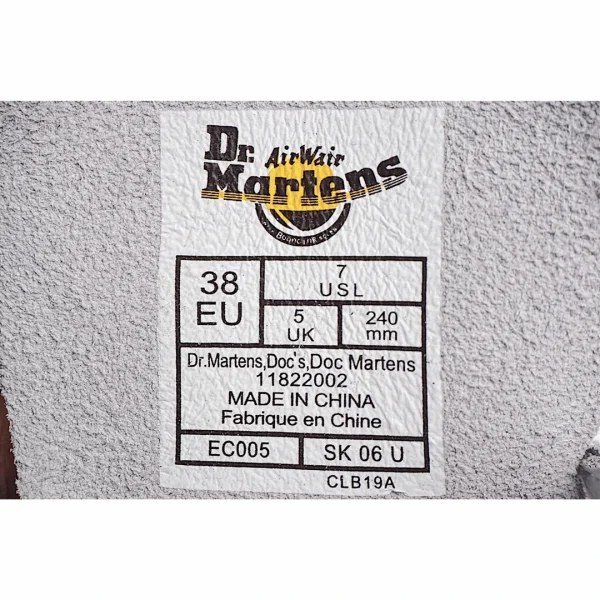 Dr. AirWair
Martens
38
EU
7
USL
5
UK
240
mm
Dr.Martens,Doc's,Doc Martens
11822002
MADE IN CHINA
Fabrique en Chine
EC005
SK 06 U
CLB19A